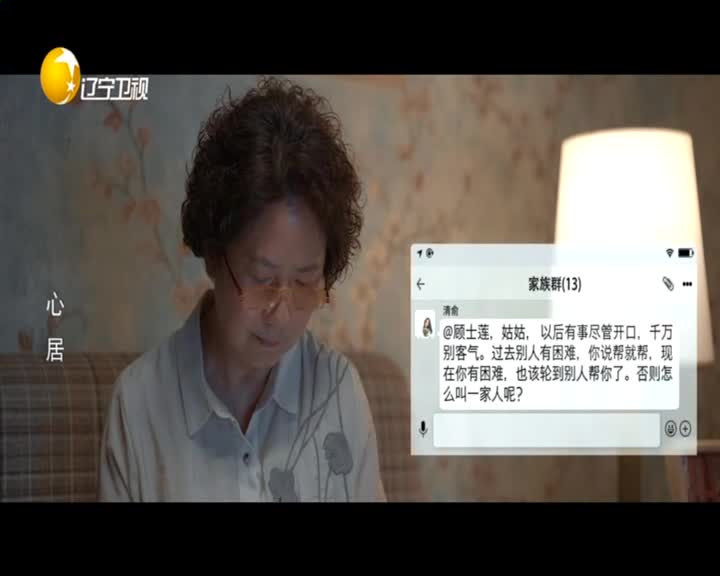 辽宁卫视
心居
家族群(13)
清俞
@顾士莲，姑姑，以后有事尽管开口，千万
别客气。过去别人有困难，你说帮就帮，现
在你有困难，也该轮到别人帮你了。否则怎
么叫一家人呢？